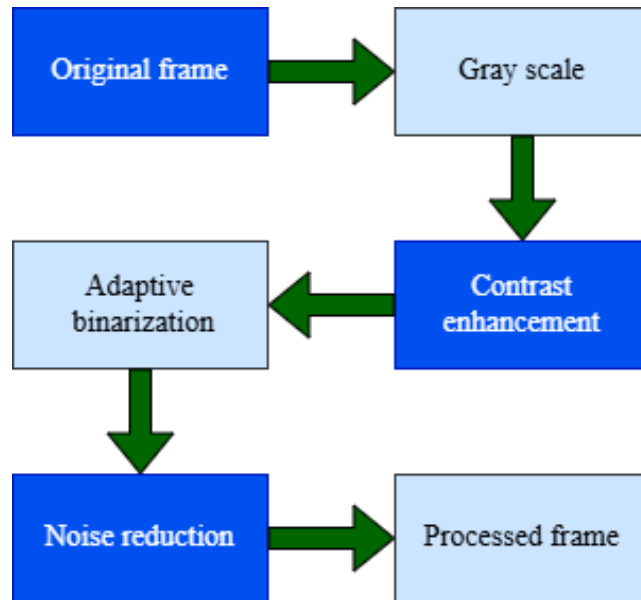 Original frame
Gray scale
Contrast
enhancement
Adaptive
binarization
Noise reduction
Processed frame